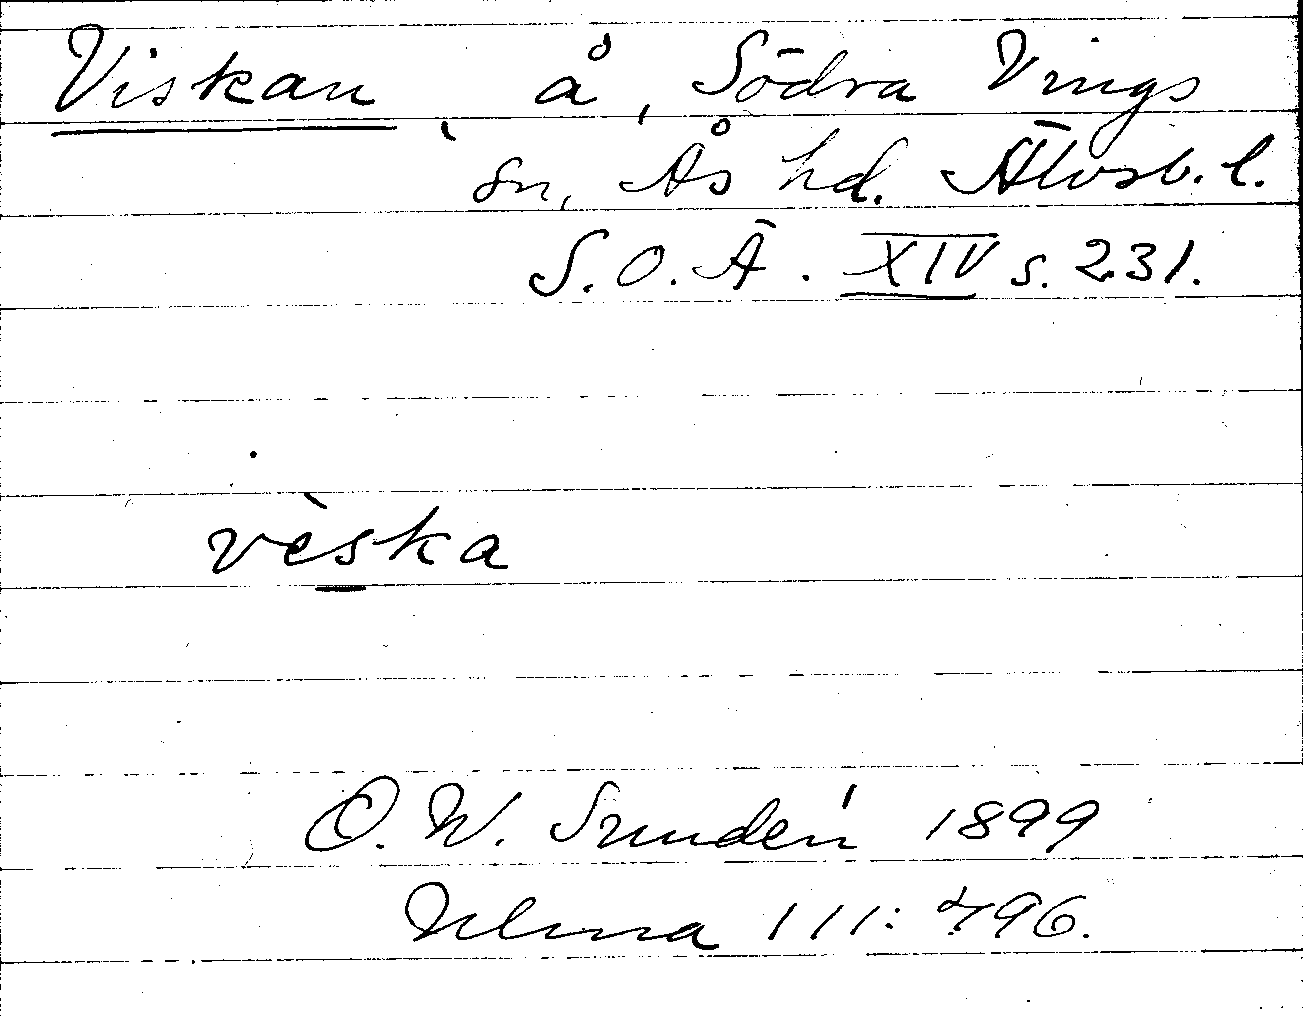 Viskan, å, Södra Vings
sn, Ås hd. Älvsb. l.
S.O.Ä. XIV s. 231.
vèska
O. W. Sundén 1899
Ulma 111: 496.